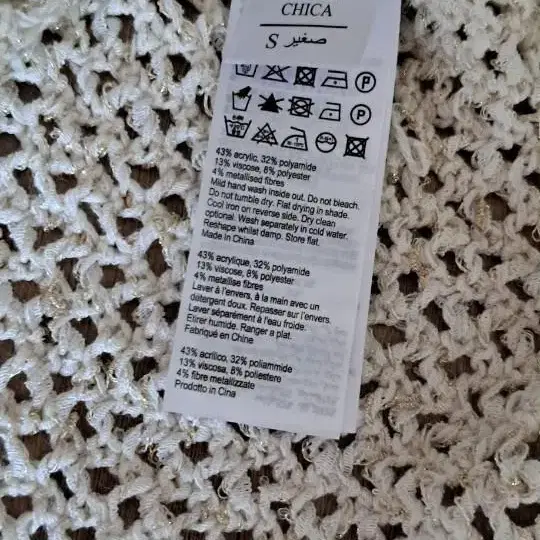 CHICA
صغير S
43% acrylic, 32% polyamide
13% viscose, 8% polyester
4% metallised fibres
Mild hand wash inside out. Do not bleach.
Do not tumble dry. Flat drying in shade.
Cool iron on reverse side. Dry clean
optional. Wash separately in cold water.
Reshape whilst damp. Store flat.
Made in China
43% acrylique, 32% polyamide
13% viscose, 8% polyester
4% metallise fibres
Laver à l'envers, à la main avec un
détergent doux. Repasser sur l'envers.
Laver séparément à l'eau froide.
Etirer humide. Ranger a plat.
Fabriqué en Chine
43% acrilico, 32% poliammide
13% viscosa, 8% poliestere
4% fibre metallizzate
Prodotto in Cina